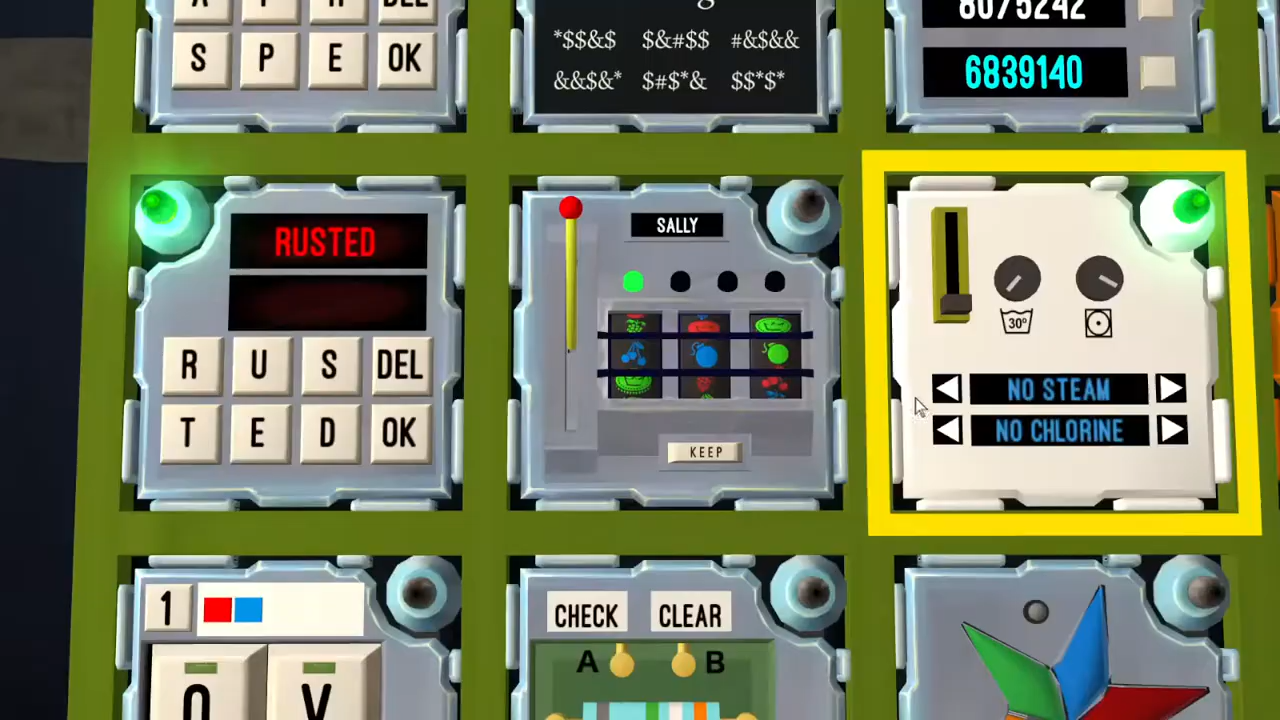 S P E OK
*$$&$ $&#$$ #&$&&
&&$&* $#$*& $$*$*
8075242
6839140
RUSTED
R U S DEL
T E D OK
SALLY
KEEP
30°
NO STEAM
NO CHLORINE
1
CHECK CLEAR
A B